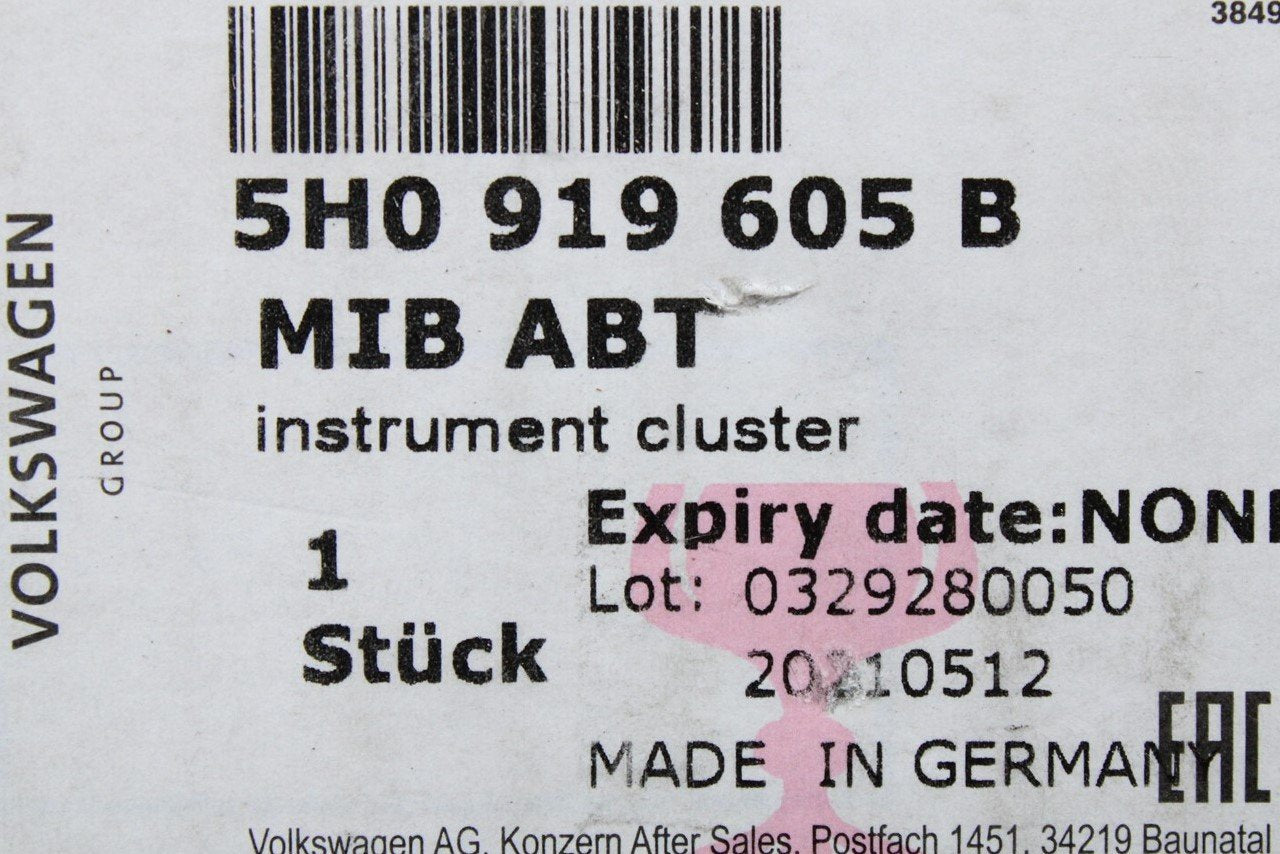 3849
5H0 919 605 B
MIB ABT
instrument cluster
VOLKSWAGEN
GROUP
Expiry date:NONE
1
Lot: 0329280050
Stück
20210512
MADE IN GERMANY
EAC
Volkswagen AG, Konzern After Sales, Postfach 1451, 34219 Baunatal